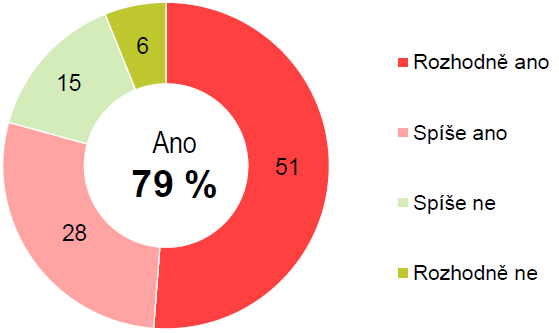 6
15
Ano
79 %
51
28
Rozhodně ano
Spíše ano
Spíše ne
Rozhodně ne